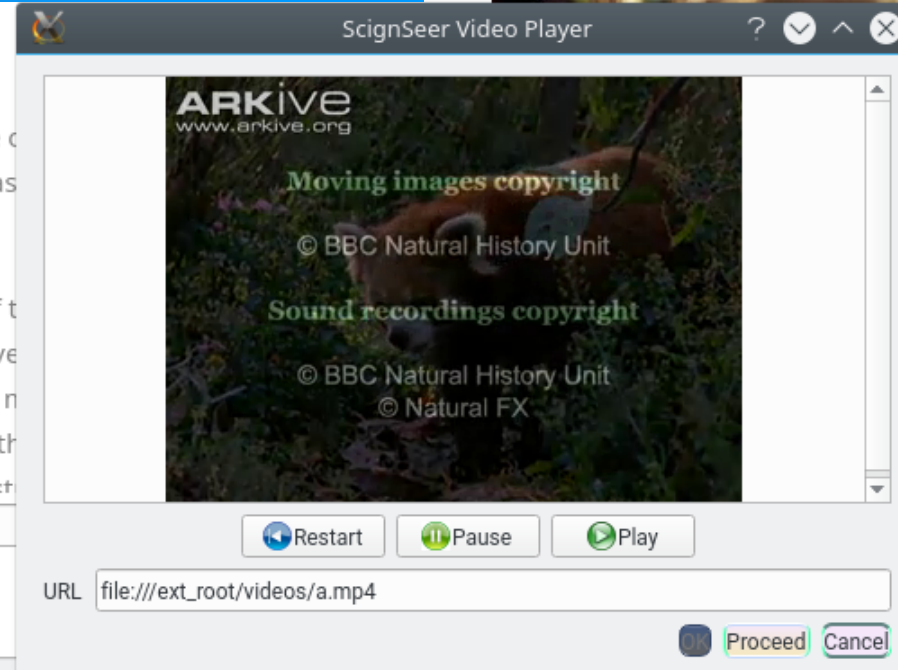 ScignSeer Video Player
ARKive
www.arkive.org
Moving images copyright
© BBC Natural History Unit
Sound recordings copyright
© BBC Natural History Unit
© Natural FX
Restart
Pause
Play
URL
file:///ext_root/videos/a.mp4
OK
Proceed
Cancel